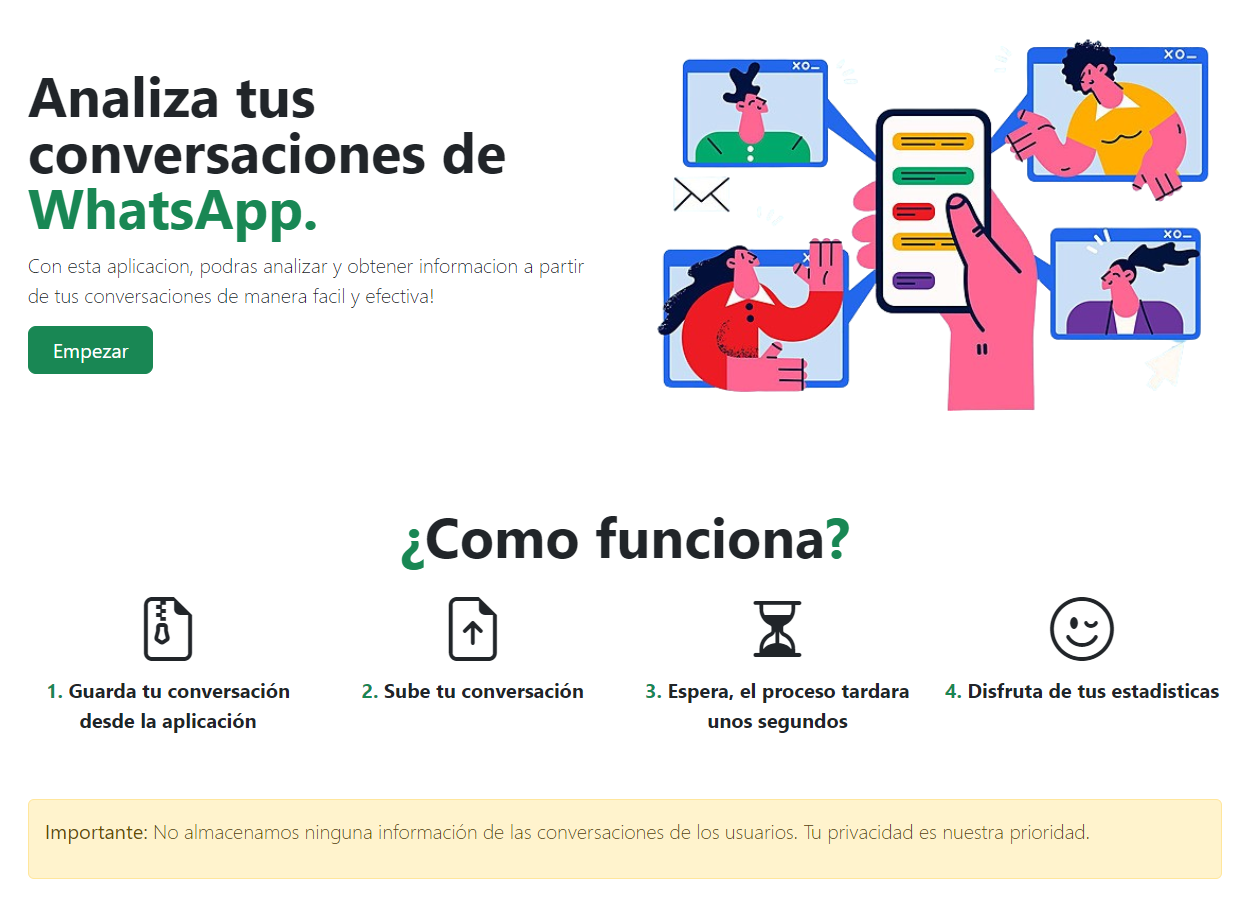 Analiza tus
conversaciones de
WhatsApp.
Con esta aplicacion, podras analizar y obtener informacion a partir
de tus conversaciones de manera facil y efectiva!
Empezar
XO_
XO_
X
XO_
¿Como funciona?
1. Guarda tu conversación
desde la aplicación
2. Sube tu conversación
3. Espera, el proceso tardara
unos segundos
4. Disfruta de tus estadisticas
Importante: No almacenamos ninguna información de las conversaciones de los usuarios. Tu privacidad es nuestra prioridad.